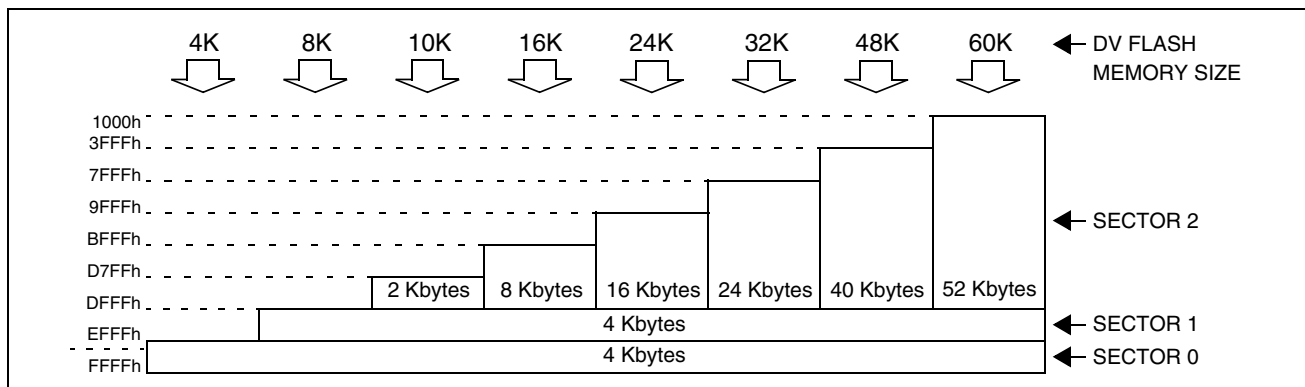 4K 8K 10K 16K 24K 32K 48K 60K DV FLASH
MEMORY SIZE
1000h
3FFFh
7FFFh
9FFFh
BFFFh
D7FFh
DFFFh
EFFFh
FFFFh
2 Kbytes 8 Kbytes 16 Kbytes 24 Kbytes 40 Kbytes 52 Kbytes
4 Kbytes
4 Kbytes
SECTOR 2
SECTOR 1
SECTOR 0